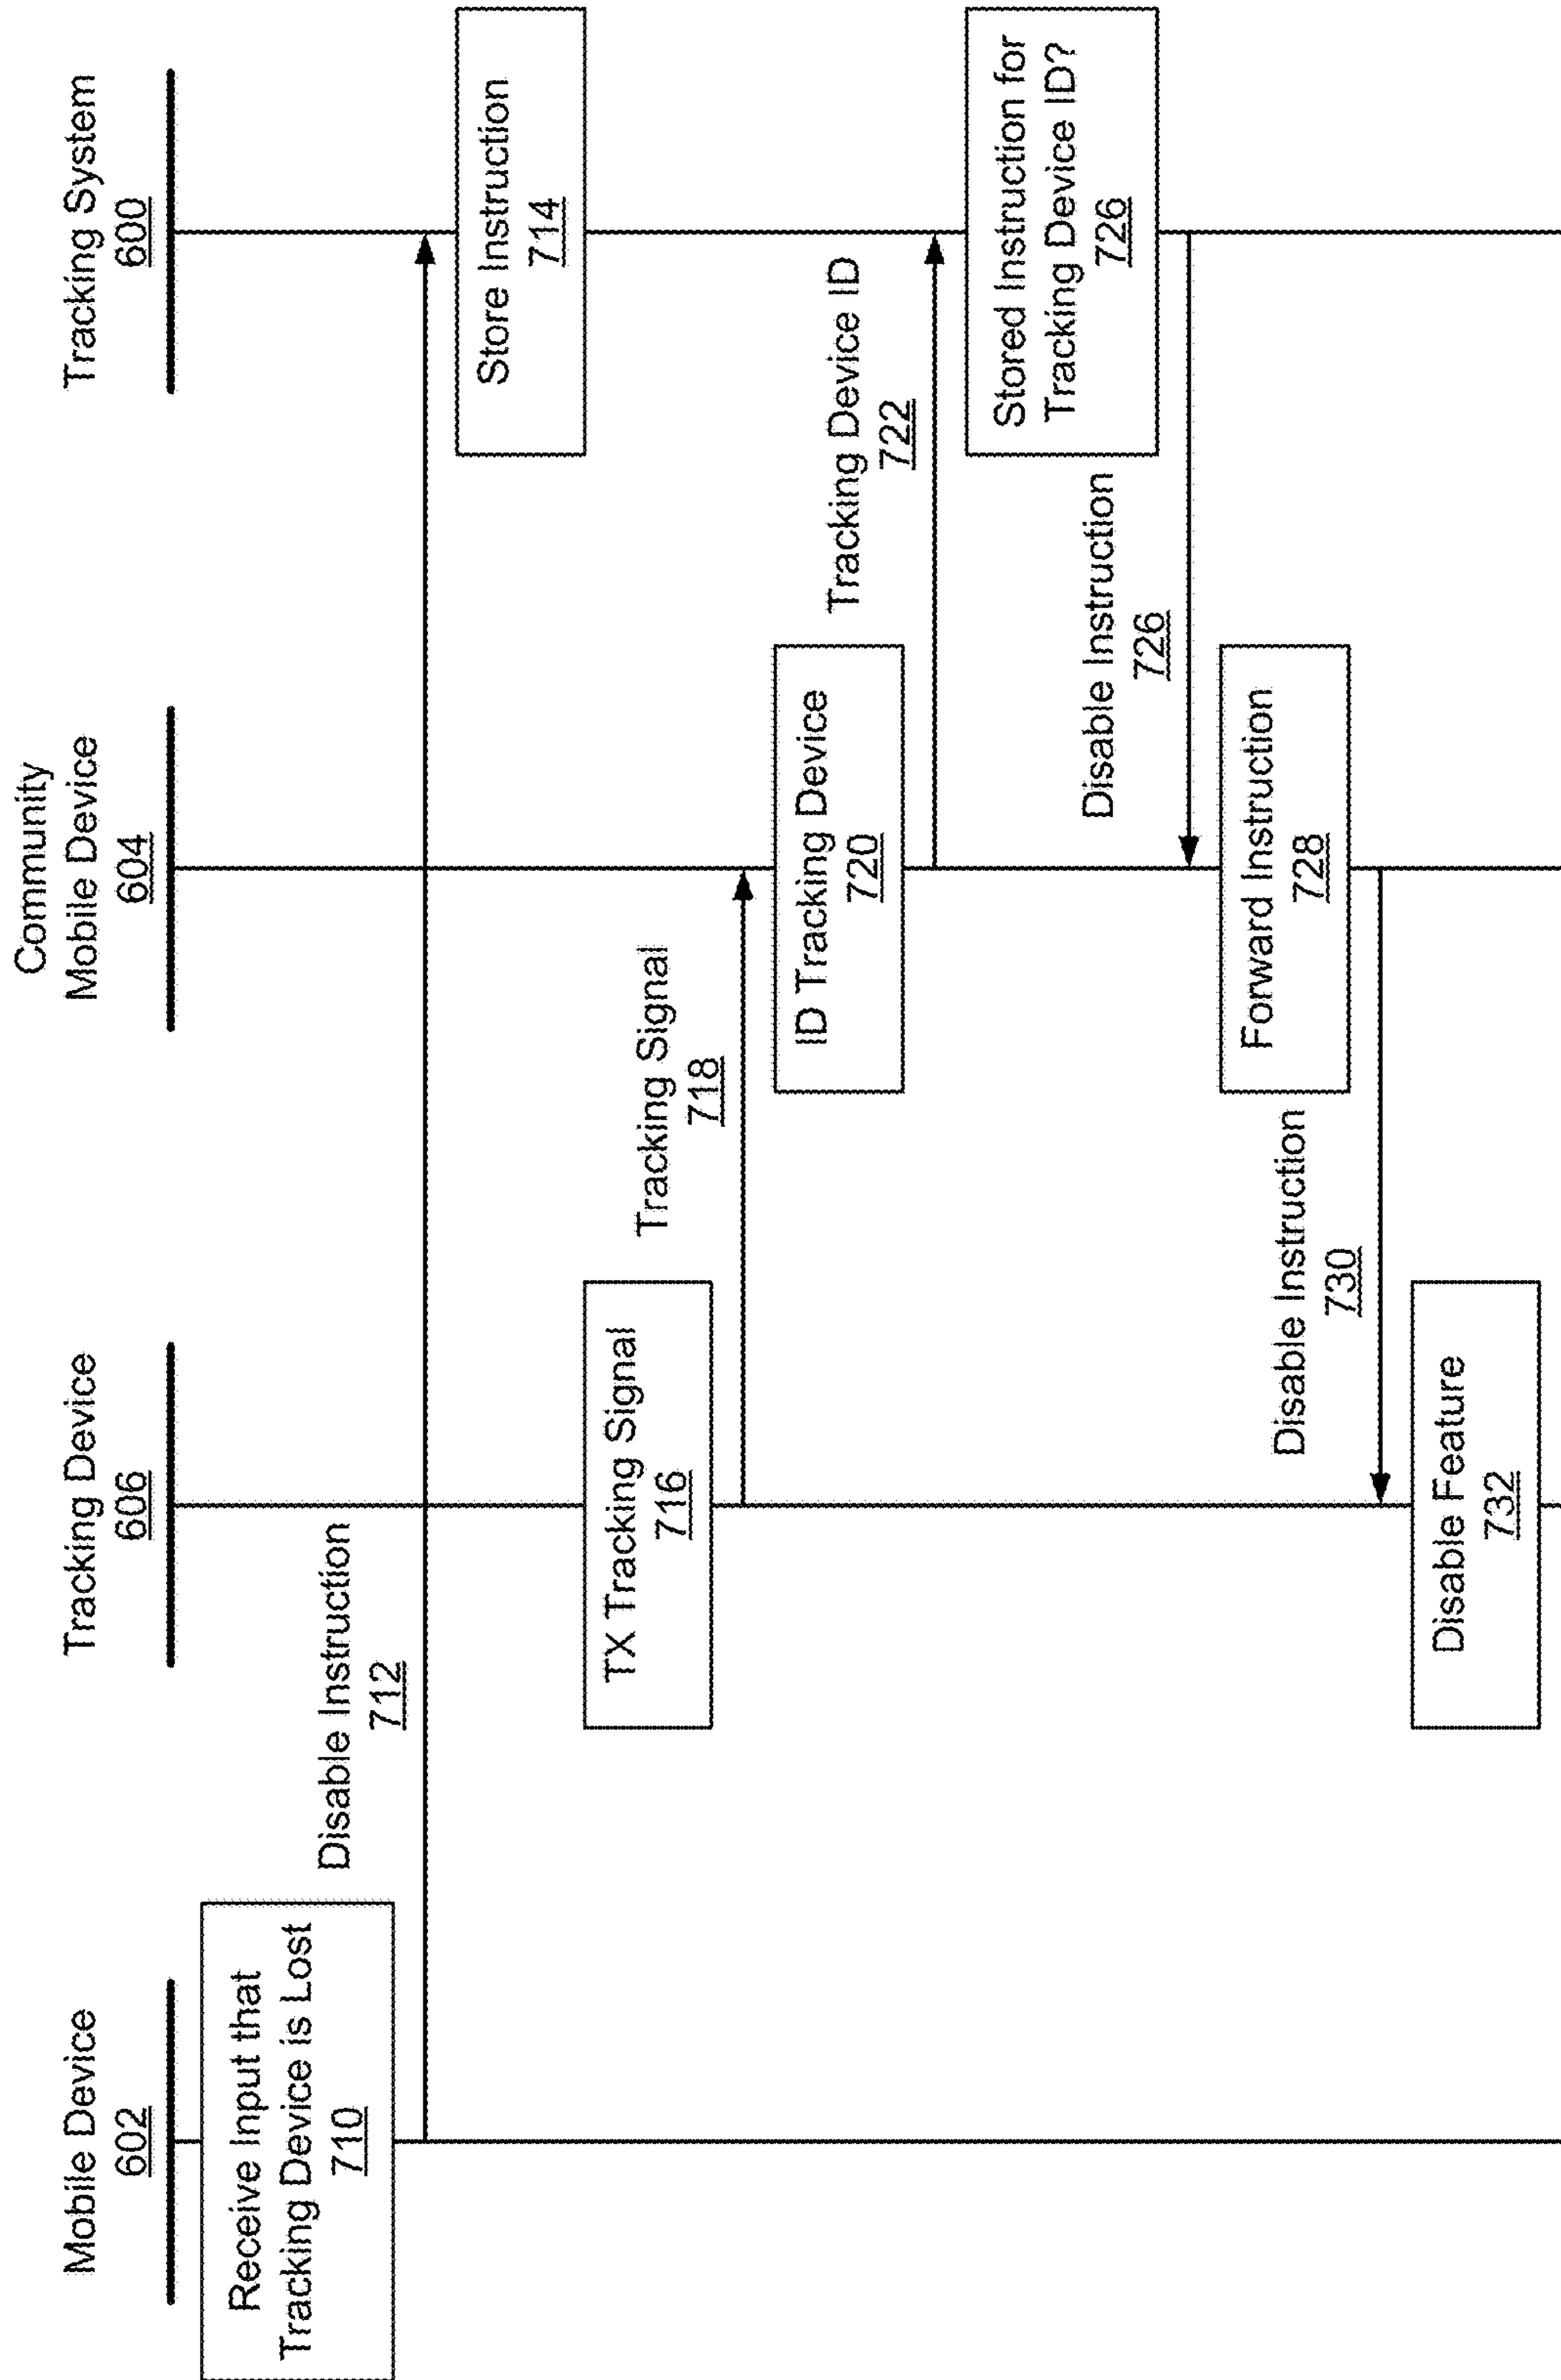 Mobile Device
602
Tracking Device
606
Community
Mobile Device
604
Tracking System
600
Receive Input that
Tracking Device is Lost
710
Disable Instruction
712
Store Instruction
714
TX Tracking Signal
716
Tracking Signal
718
ID Tracking Device
720
Tracking Device ID
722
Stored Instruction for
Tracking Device ID?
726
Disable Instruction
726
Forward Instruction
728
Disable Instruction
730
Disable Feature
732